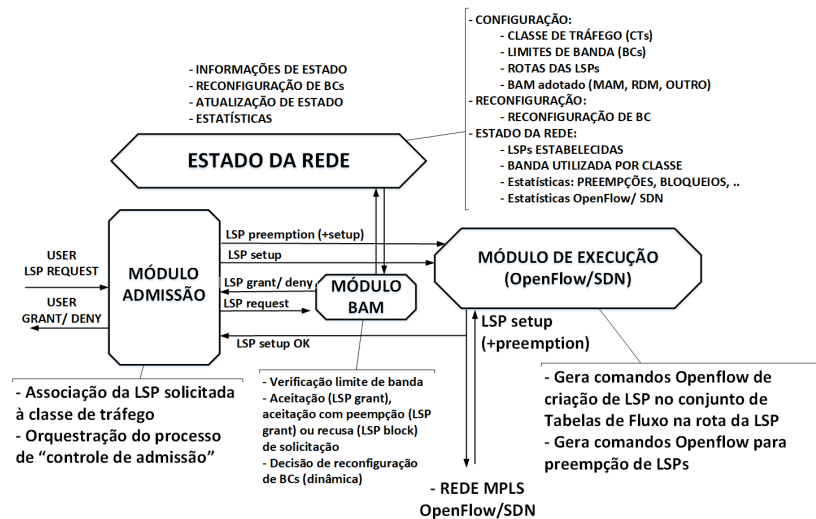 - CONFIGURAÇÃO:
- CLASSE DE TRÁFEGO (CTs)
- LIMITES DE BANDA (BCs)
- ROTAS DAS LSPs
- BAM adotado (MAM, RDM, OUTRO)
- RECONFIGURAÇÃO:
- RECONFIGURAÇÃO DE BC
- ESTADO DA REDE:
- LSPs ESTABELECIDAS
- BANDA UTILIZADA POR CLASSE
- Estatísticas: PREEMPÇÕES, BLOQUEIOS, ..
- Estatísticas OpenFlow/ SDN
- INFORMAÇÕES DE ESTADO
- RECONFIGURAÇÃO DE BCs
- ATUALIZAÇÃO DE ESTADO
- ESTATÍSTICAS
ESTADO DA REDE
USER
LSP REQUEST
USER
GRANT/ DENY
MÓDULO
ADMISSÃO
LSP preemption (+setup)
LSP setup
LSP grant/ deny
LSP request
LSP setup OK
MÓDULO
BAM
MÓDULO DE EXECUÇÃO
(OpenFlow/SDN)
LSP setup
(+preemption)
- Associação da LSP solicitada
à classe de tráfego
- Orquestração do processo
de “controle de admissão”
- Verificação limite de banda
- Aceitação (LSP grant),
aceitação com peempção (LSP
grant) ou recusa (LSP block)
de solicitação
- Decisão de reconfiguração
de BCs (dinâmica)
- Gera comandos Openflow de
criação de LSP no conjunto de
Tabelas de Fluxo na rota da LSP
- Gera comandos Openflow para
preempção de LSPs
- REDE MPLS
OpenFlow/SDN